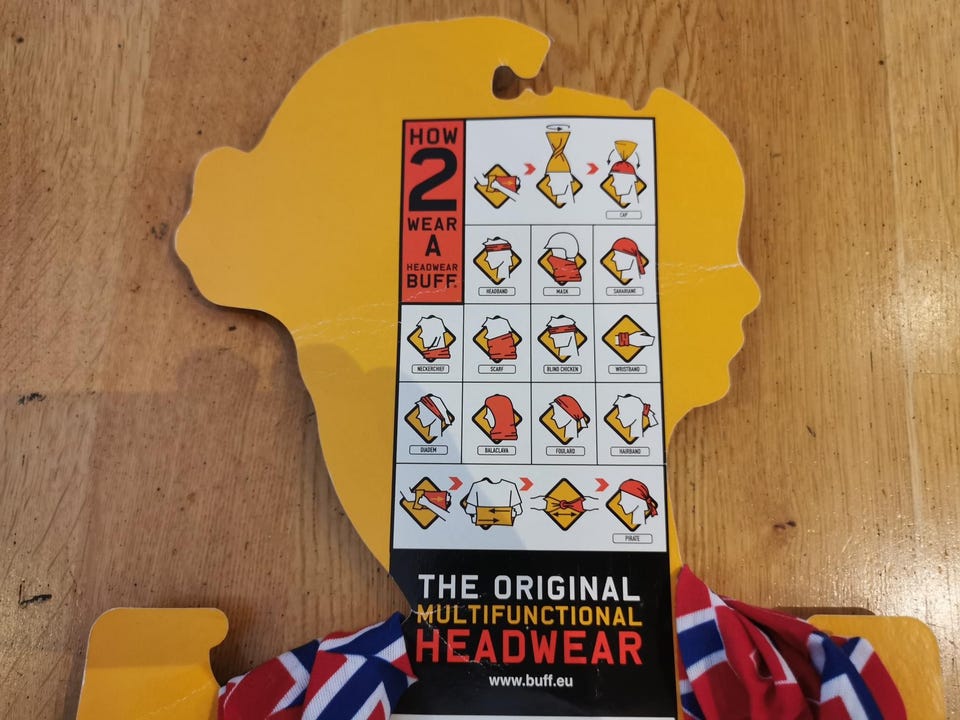 HOW
2
WEAR
A
HEADWEAR
BUFF®
CAP
HEADBAND
MASK
SAHARIANE
NECKERCHIEF
SCARF
BLIND CHICKEN
WRISTBAND
DIADEM
BALACLAVA
FOULARD
HAIRBAND
PIRATE
THE ORIGINAL
MULTIFUNCTIONAL
HEADWEAR
www.buff.eu